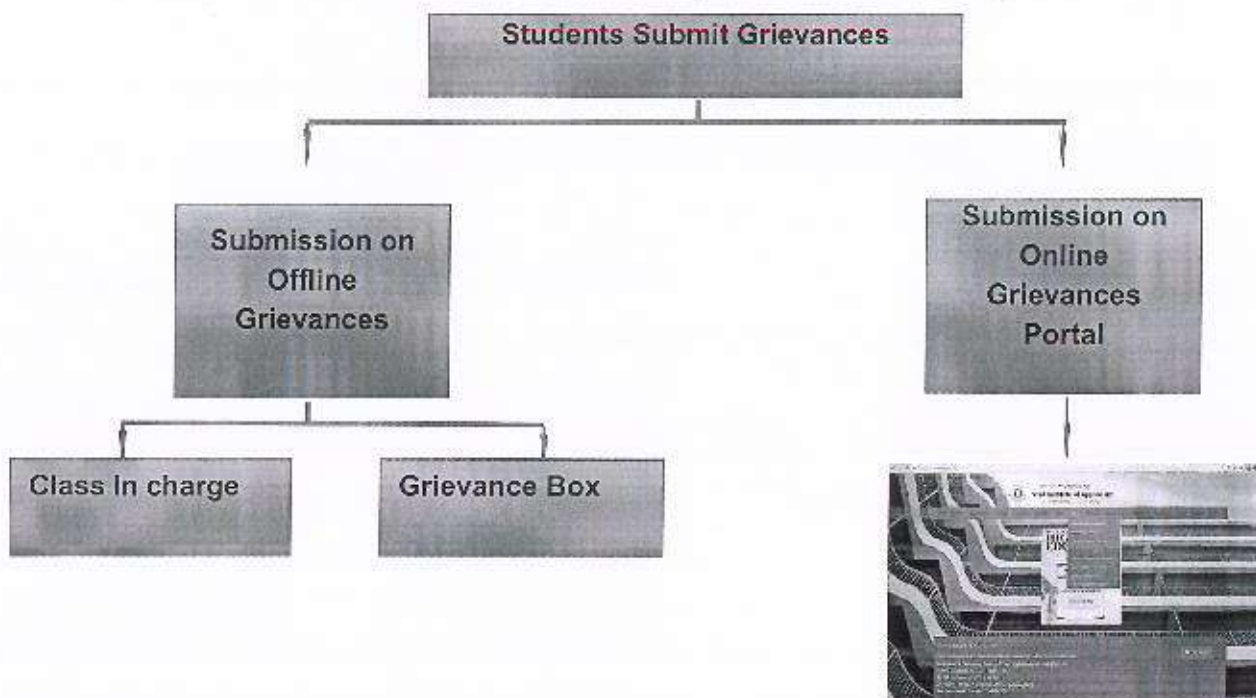 Students Submit Grievances
Submission on
Offline
Grievances
Submission on
Online
Grievances
Portal
Class In charge
Grievance Box